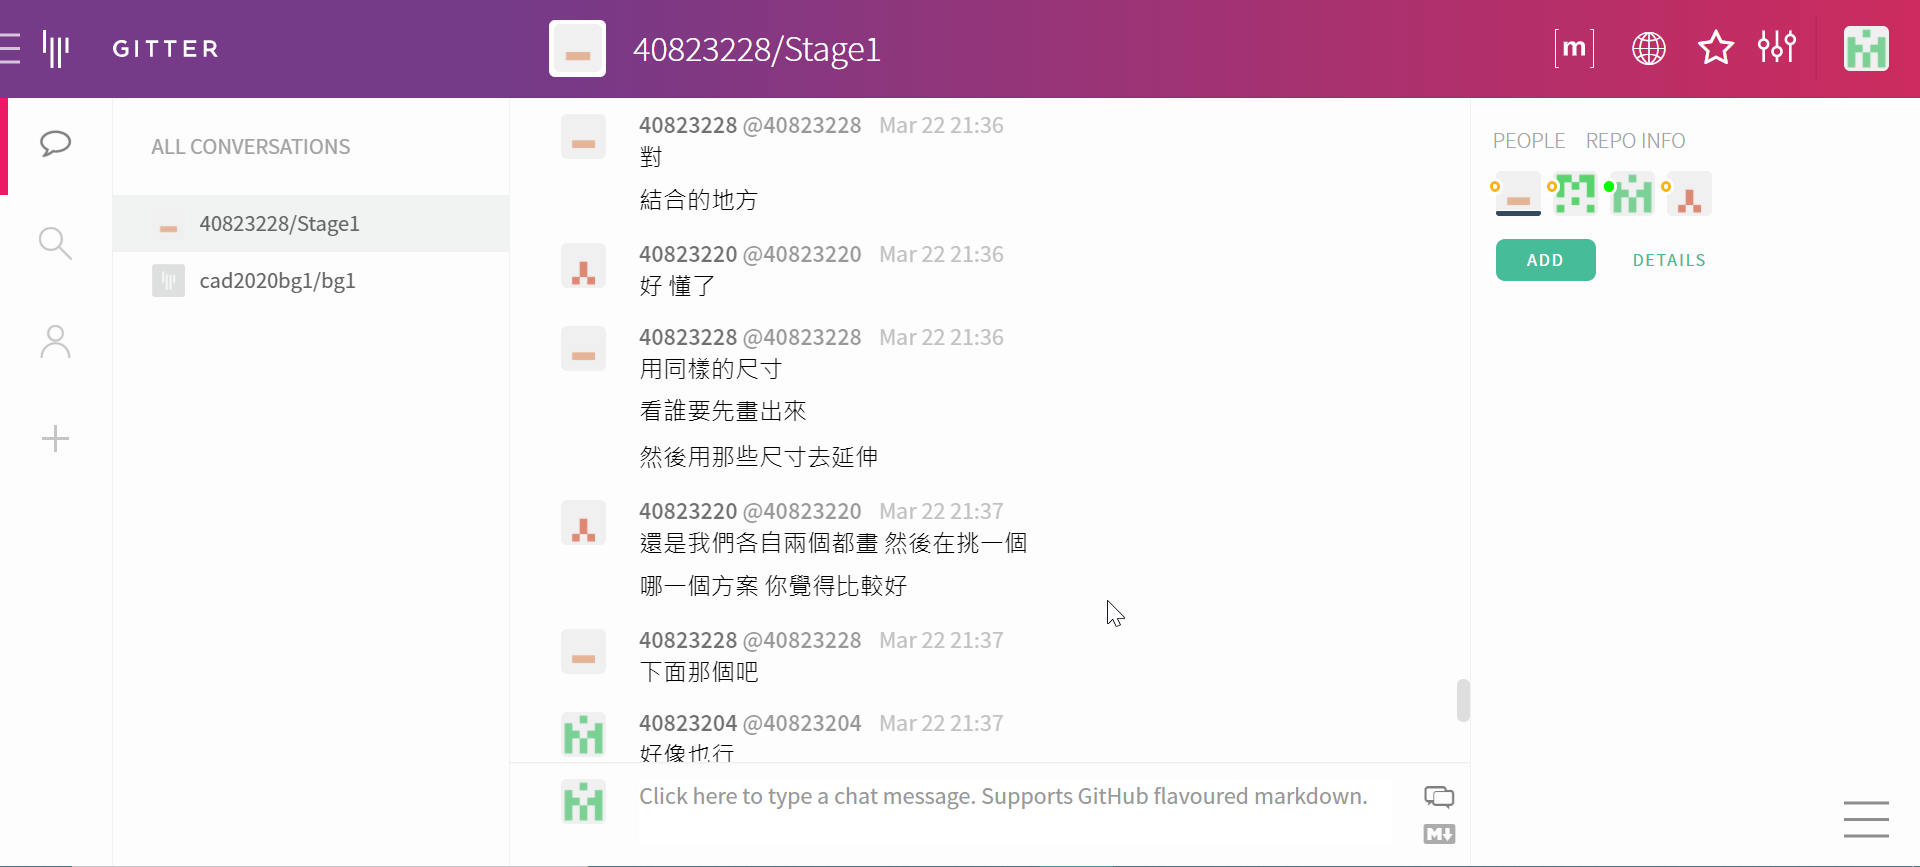 GITTER
40823228/Stage1
[m]
ALL CONVERSATIONS
40823228/Stage1
cad2020bg1/bg1
40823228 @40823228 Mar 22 21:36
對
結合的地方
40823220 @40823220 Mar 22 21:36
好 懂了
40823228 @40823228 Mar 22 21:36
用同樣的尺寸
看誰要先畫出來
然後用那些尺寸去延伸
40823220 @40823220 Mar 22 21:37
還是我們各自兩個都畫 然後在挑一個
哪一個方案 你覺得比較好
40823228 @40823228 Mar 22 21:37
下面那個吧
40823204 @40823204 Mar 22 21:37
好像也行
Click here to type a chat message. Supports GitHub flavoured markdown.
M
PEOPLE REPO INFO
ADD DETAILS